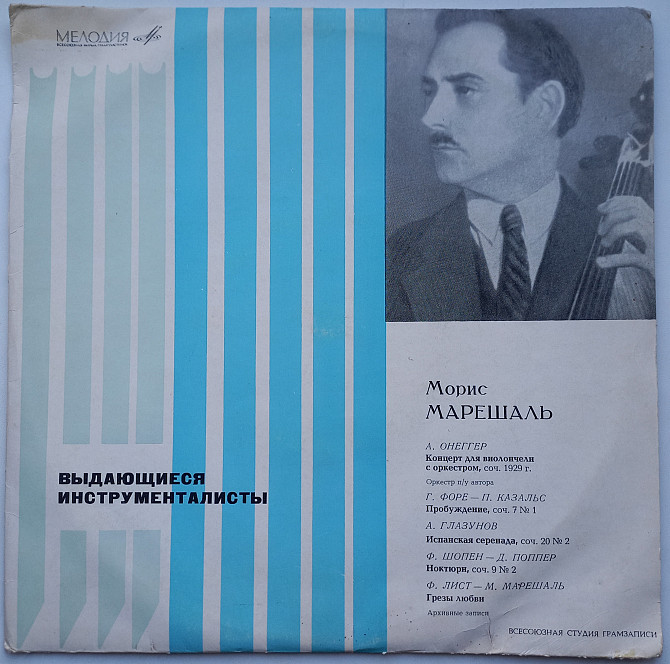 МЕЛОДИЯ
ВСЕСОЮЗНАЯ ФИРМА ГРАМПЛАСТИНОК
Морис
МАРЕШАЛЬ
А. ОНЕГГЕР
Концерт для виолончели
с оркестром, соч. 1929 г.
Оркестр п/у автора
Г. ФОРЕ — П. КАЗАЛЬС
Пробуждение, соч. 7 № 1
А. ГЛАЗУНОВ
Испанская серенада, соч. 20 № 2
Ф. ШОПЕН — Д. ПОППЕР
Ноктюрн, соч. 9 № 2
Ф. ЛИСТ — М. МАРЕШАЛЬ
Грезы любви
Архивные записи
ВЫДАЮЩИЕСЯ
ИНСТРУМЕНТАЛИСТЫ
ВСЕСОЮЗНАЯ СТУДИЯ ГРАМЗАПИСИ